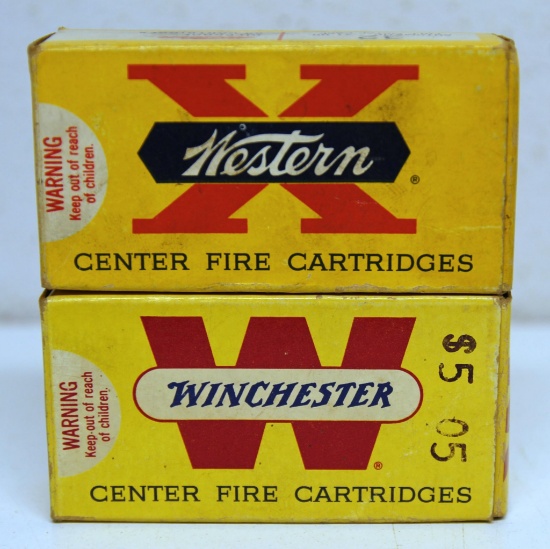 X
Western
®
WARNING
Keep out of reach
of children.
CENTER FIRE CARTRIDGES
W
WINCHESTER
®
WARNING
Keep out of reach
of children.
$5 05
CENTER FIRE CARTRIDGES